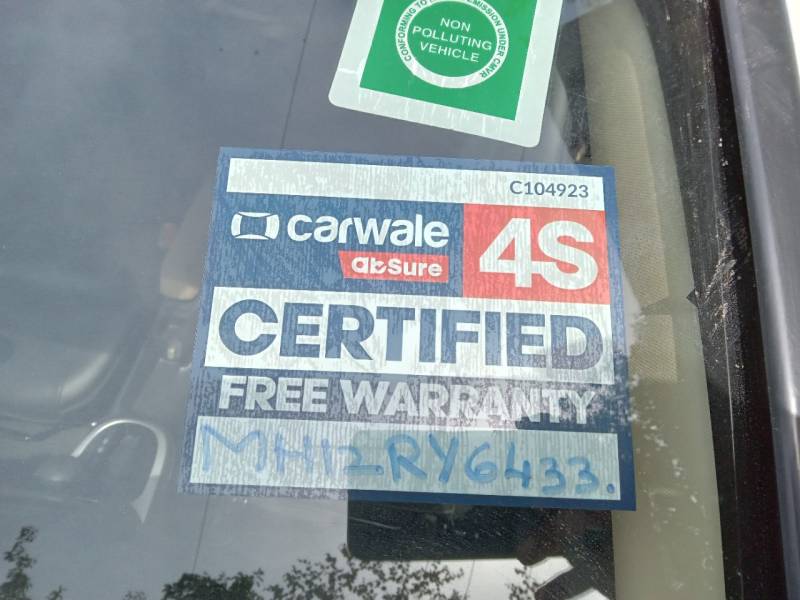 CONFORMING TO EMISSION UNDER CMVR
NON
POLLUTING
VEHICLE
C104923
carwale 4S
abSure
CERTIFIED
FREE WARRANTY
MH12RY6433.